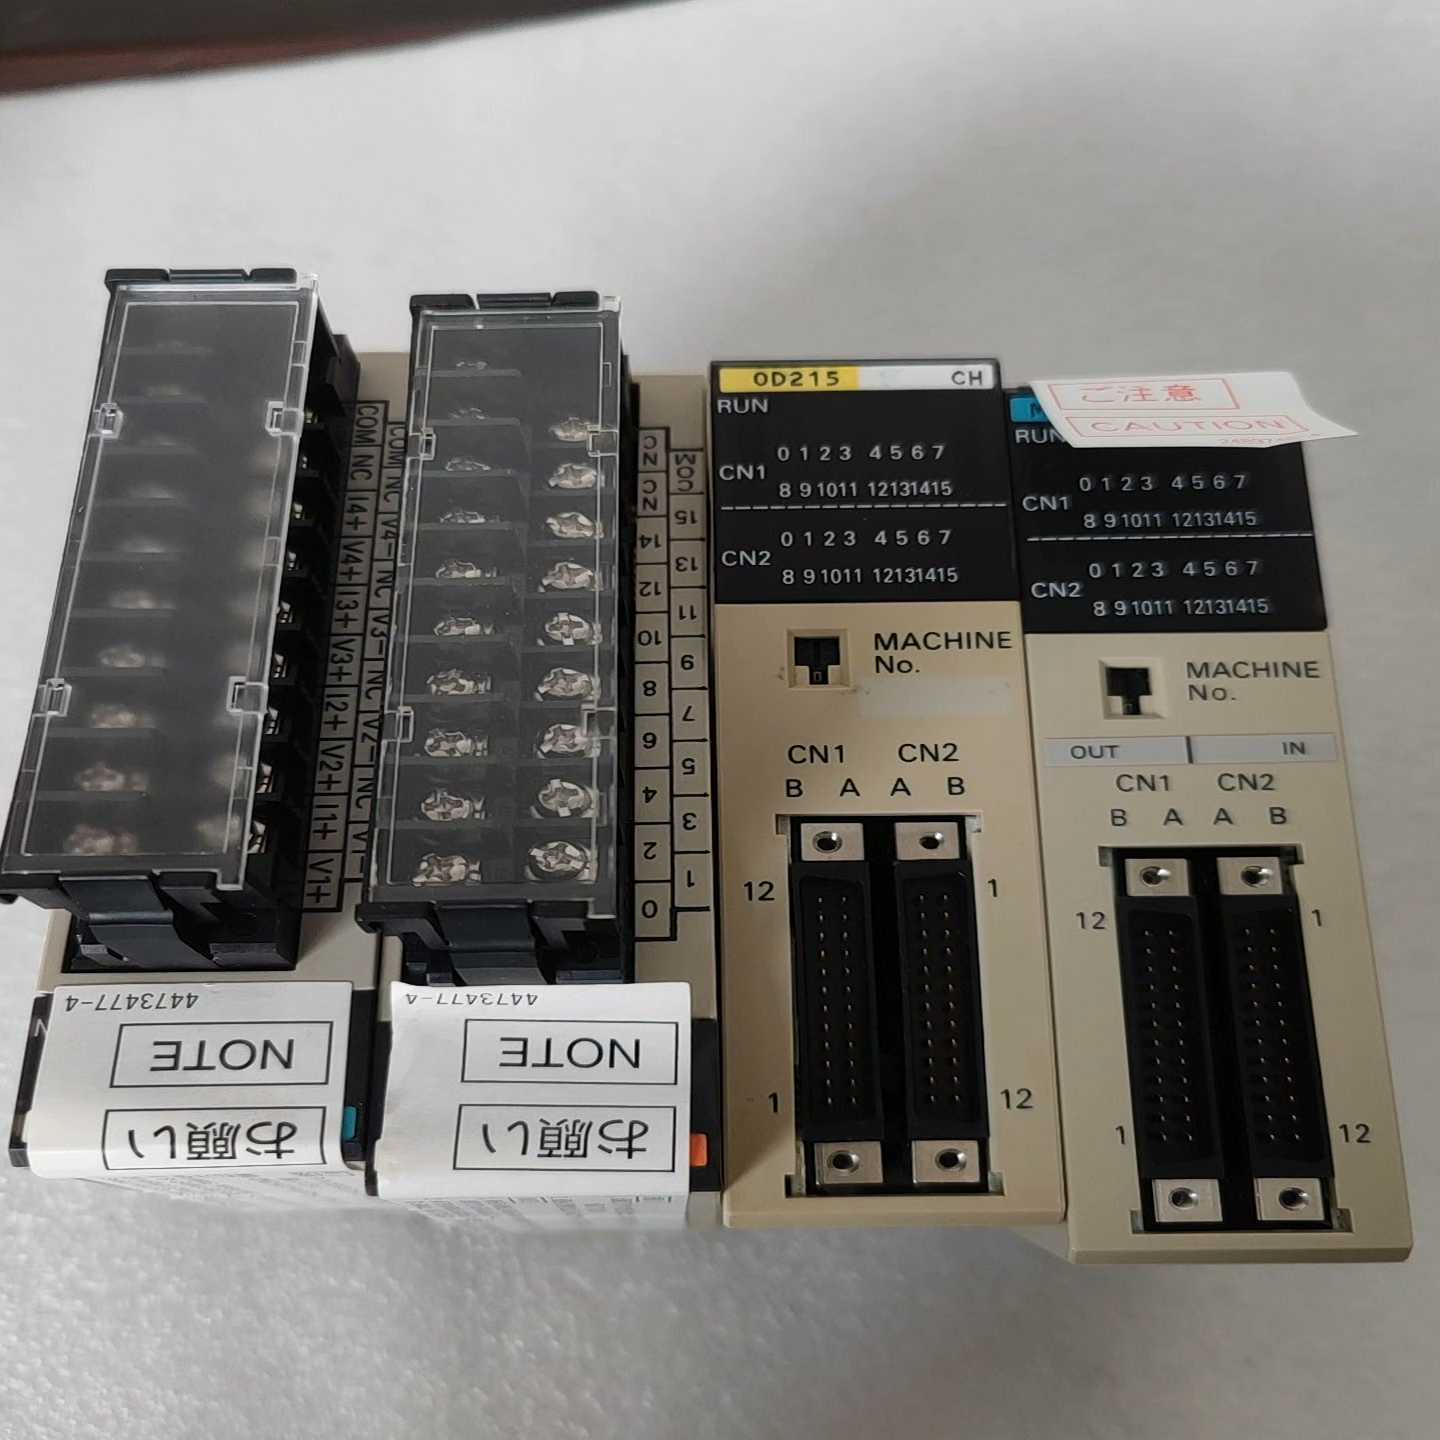 COM NC I4+ V4+ I3+ V3+ I2+ V2+ I1+ V1+
COM NC V4- NC V3- NC V2- NC V1-
NC
NC
14
12
10
8
6
4
2
0
COM
15
13
11
9
7
5
3
1
4473477-4
NOTE
お願い
4473477-4
NOTE
お願い
OD215 CH
RUN
CN1 0 1 2 3 4 5 6 7
8 9 10 11 12 13 14 15
CN2 0 1 2 3 4 5 6 7
8 9 10 11 12 13 14 15
MACHINE
No.
0
CN1 CN2
B A A B
12 1
1 12
ご注意
CAUTION
RUN
CN1 0 1 2 3 4 5 6 7
8 9 10 11 12 13 14 15
CN2 0 1 2 3 4 5 6 7
8 9 10 11 12 13 14 15
MACHINE
No.
OUT IN
CN1 CN2
B A A B
12 1
1 12